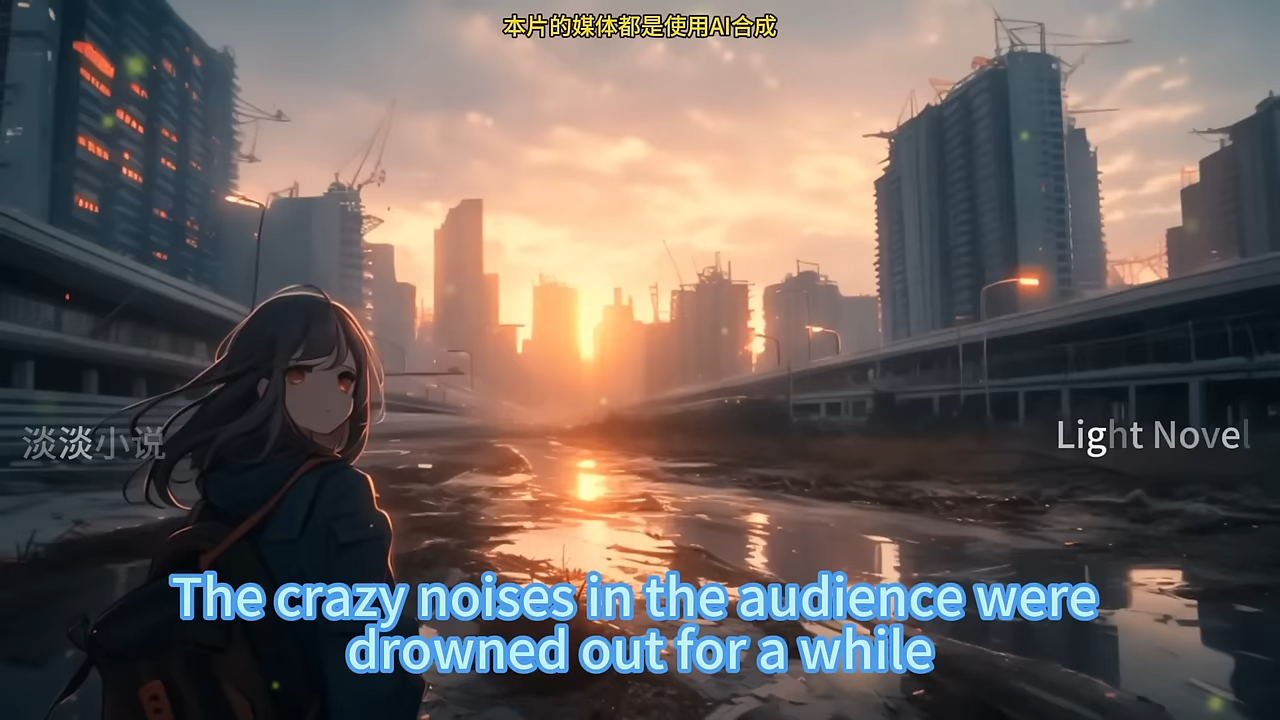 本片的媒体都是使用AI合成
淡淡小说
Light Novel
The crazy noises in the audience were
drowned out for a while